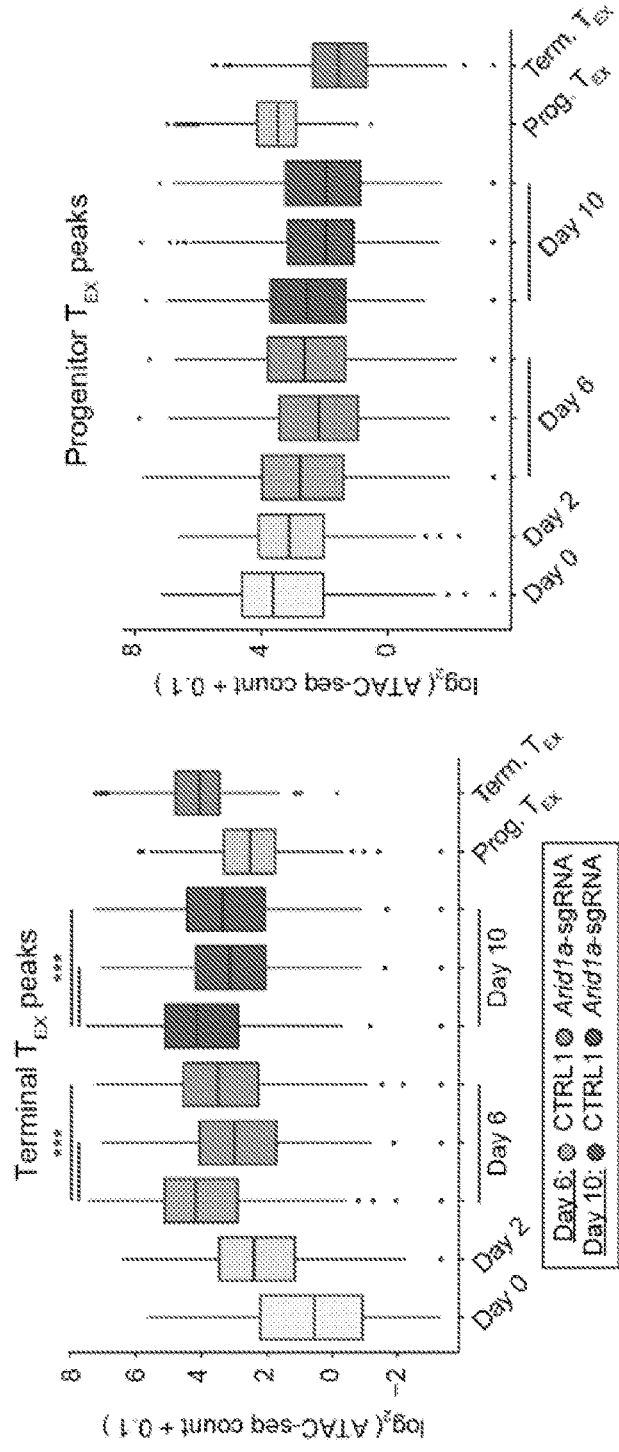 Terminal T_EX peaks
***
***
log₂(ATAC-seq count + 0.1 )
8
6
4
2
0
−2
Day 0
Day 2
Day 6
Day 10
Prog. T_EX
Term. T_EX
Day 6: CTRL1 Arid1a-sgRNA
Day 10: CTRL1 Arid1a-sgRNA
Progenitor T_EX peaks
log₂(ATAC-seq count + 0.1 )
8
4
0
Day 0
Day 2
Day 6
Day 10
Prog. T_EX
Term. T_EX